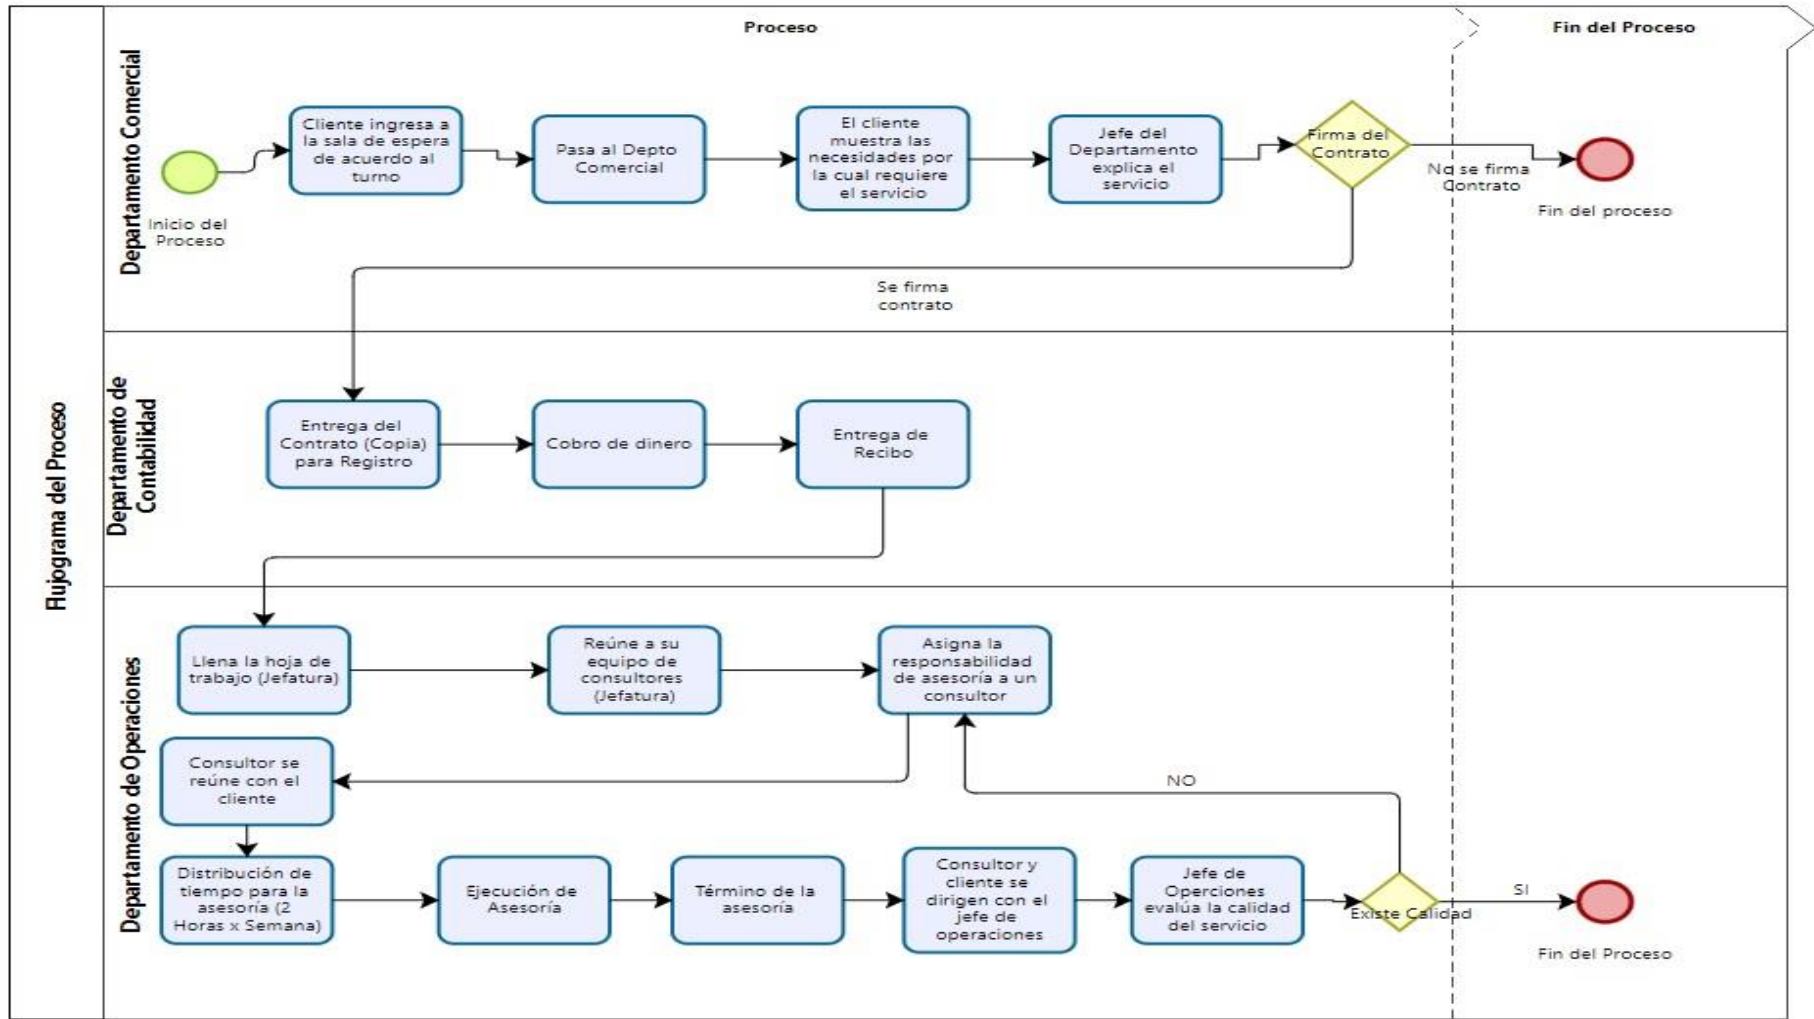 Proceso
Fin del Proceso
Flujograma del Proceso
Departamento Comercial
Inicio del
Proceso
Cliente ingresa a
la sala de espera
de acuerdo al
turno
Pasa al Depto
Comercial
El cliente
muestra las
necesidades por
la cual requiere
el servicio
Jefe del
Departamento
explica el
servicio
Firma del
Contrato
No se firma
Contrato
Fin del proceso
Se firma
contrato
Departamento de
Contabilidad
Entrega del
Contrato (Copia)
para Registro
Cobro de dinero
Entrega de
Recibo
Departamento de Operaciones
Llena la hoja de
trabajo (Jefatura)
Reúne a su
equipo de
consultores
(Jefatura)
Asigna la
responsabilidad
de asesoría a un
consultor
Consultor se
reúne con el
cliente
NO
Distribución de
tiempo para la
asesoría (2
Horas x Semana)
Ejecución de
Asesoría
Término de la
asesoría
Consultor y
cliente se
dirigen con el
jefe de
operaciones
Jefe de
Operciones
evalúa la calidad
del servicio
Existe Calidad
SI
Fin del Proceso